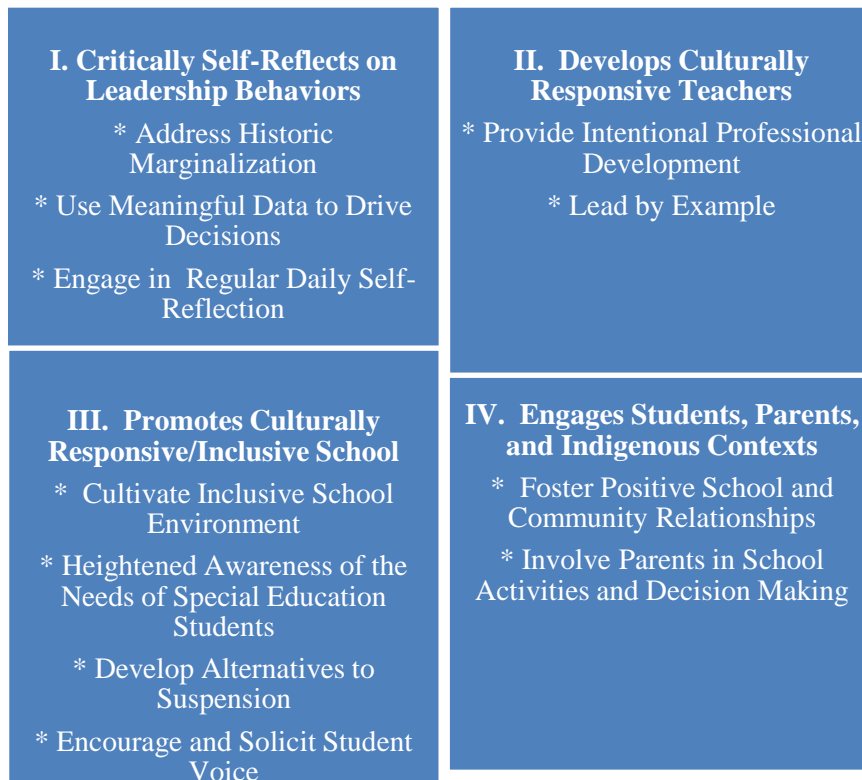 I. Critically Self-Reflects on
Leadership Behaviors
* Address Historic
Marginalization
* Use Meaningful Data to Drive
Decisions
* Engage in  Regular Daily Self-
Reflection
II.  Develops Culturally
Responsive Teachers
* Provide Intentional Professional
Development
* Lead by Example
III.  Promotes Culturally
Responsive/Inclusive School
*  Cultivate Inclusive School
Environment
* Heightened Awareness of the
Needs of Special Education
Students
* Develop Alternatives to
Suspension
* Encourage and Solicit Student
Voice
IV.  Engages Students, Parents,
and Indigenous Contexts
*  Foster Positive School and
Community Relationships
* Involve Parents in School
Activities and Decision Making